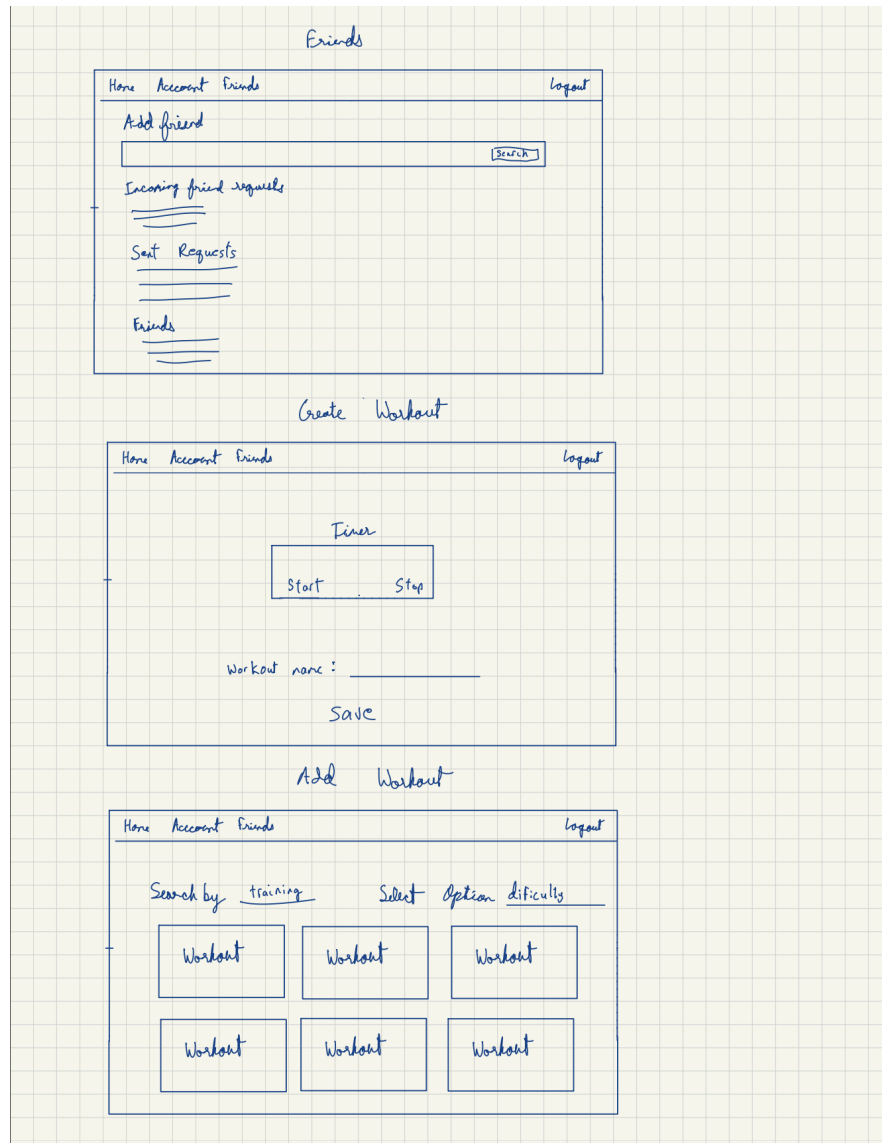 Friends
Home Account Friends Logout
Add friend
Search
Incoming friend requests
Sent Requests
Friends
Create Workout
Home Account Friends Logout
Timer
Start Stop
Workout name:
Save
Add Workout
Home Account Friends Logout
Search by training Select Option dificulty
Workout Workout Workout
Workout Workout Workout